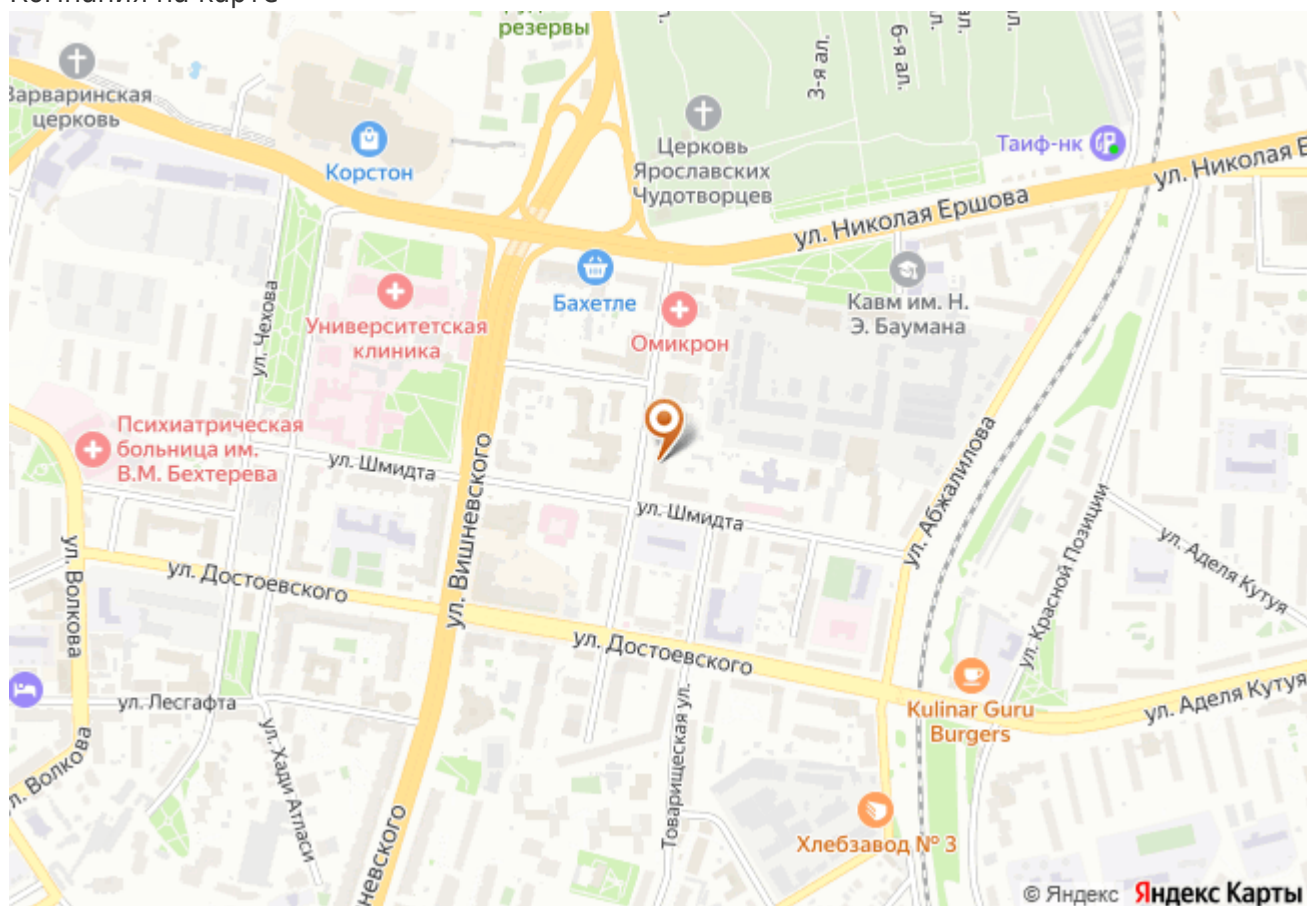 Компания на карте
резервы
3-я ал.
6-я ал.
Варваринская
церковь
Корстон
Церковь
Ярославских
Чудотворцев
Таиф-нк
ул. Николая Е
ул. Николая Ершова
ул. Чехова
Университетская
клиника
Бахетле
Омикрон
Кавм им. Н.
Э. Баумана
Психиатрическая
больница им.
В.М. Бехтерева
ул. Шмидта
ул. Вишневского
ул. Шмидта
ул. Абжалилова
ул. Красной Позиции
ул. Аделя Кутуя
ул. Волкова
ул. Достоевского
ул. Достоевского
ул. Лесгафта
ул. Хади Атласи
Товарищеская ул.
Kulinar Guru
Burgers
ул. Аделя Кутуя
л. Волкова
Хлебзавод № 3
невского
© Яндекс Яндекс Карты